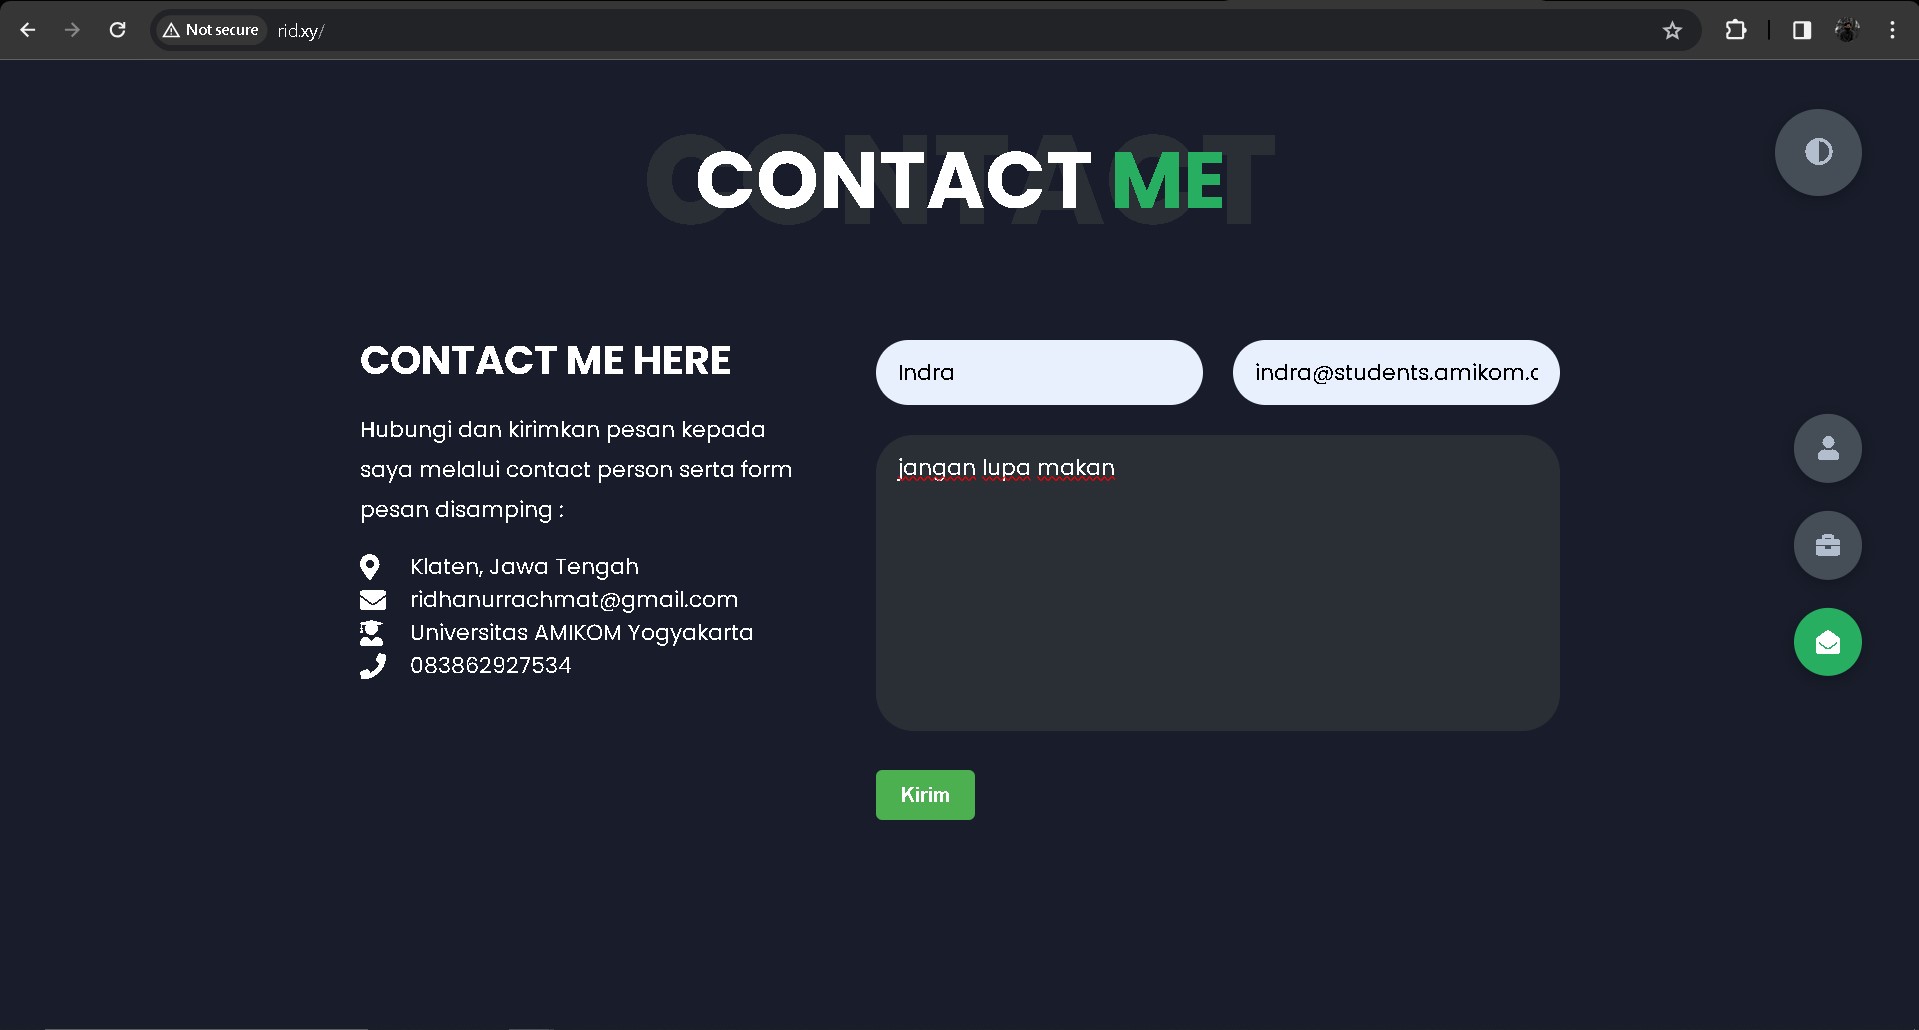 Not secure rid.xy/
CONTACT
CONTACT ME
CONTACT ME HERE
Hubungi dan kirimkan pesan kepada
saya melalui contact person serta form
pesan disamping :
Klaten, Jawa Tengah
ridhanurrachmat@gmail.com
Universitas AMIKOM Yogyakarta
083862927534
Indra
indra@students.amikom.c
jangan lupa makan
Kirim